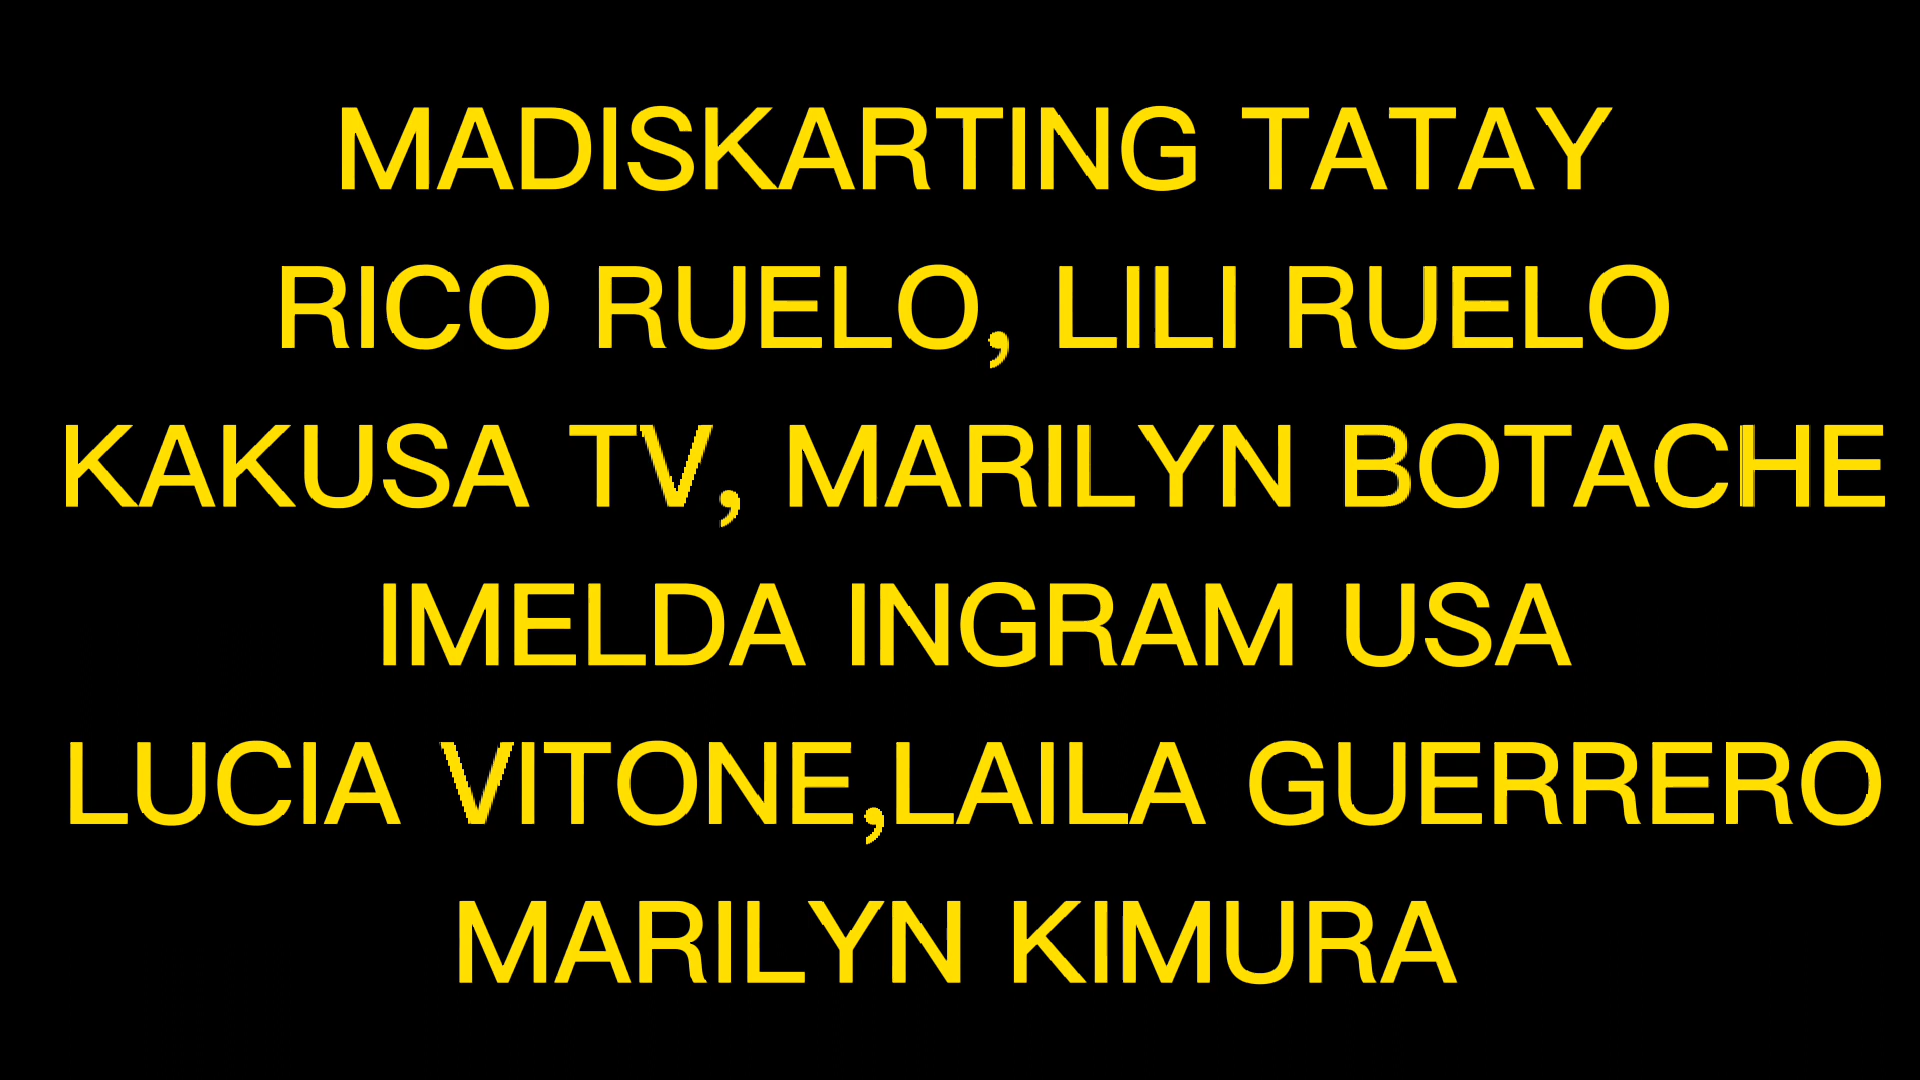 MADISKARTING TATAY
RICO RUELO, LILI RUELO
KAKUSA TV, MARILYN BOTACHE
IMELDA INGRAM USA
LUCIA VITONE,LAILA GUERRERO
MARILYN KIMURA